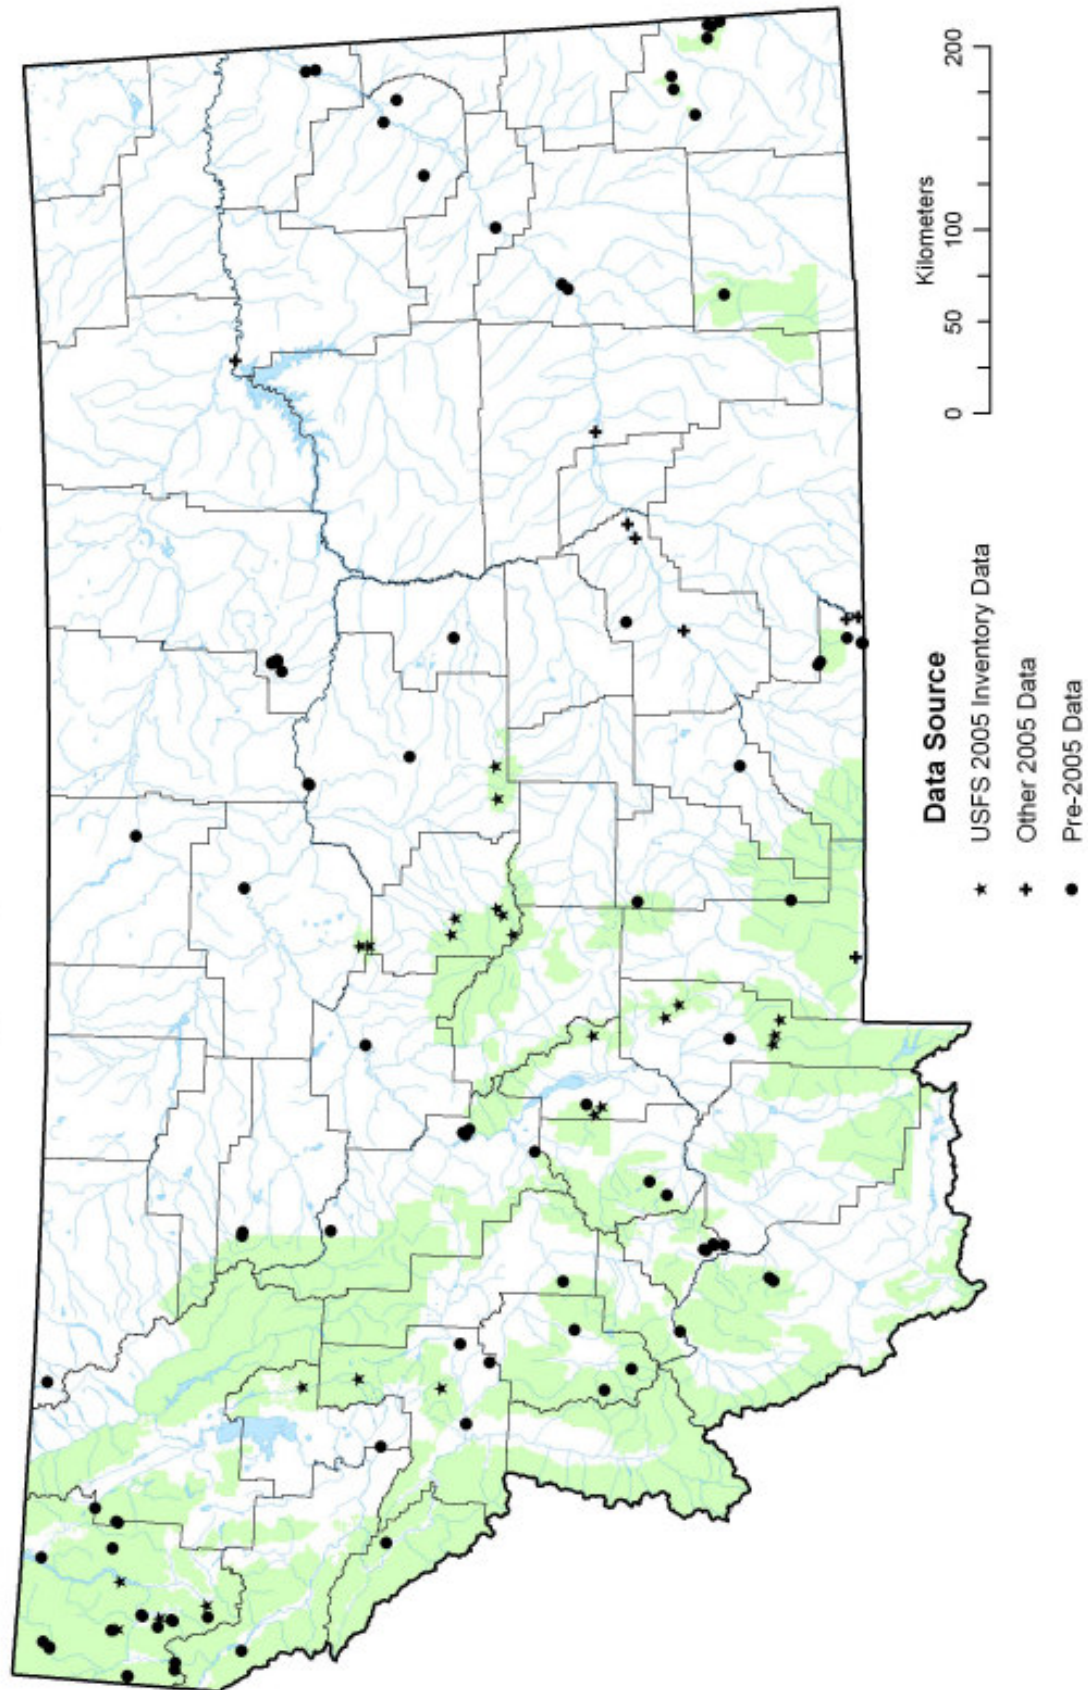 Data Source
USFS 2005 Inventory Data
Other 2005 Data
Pre-2005 Data
0 50 100 200
Kilometers